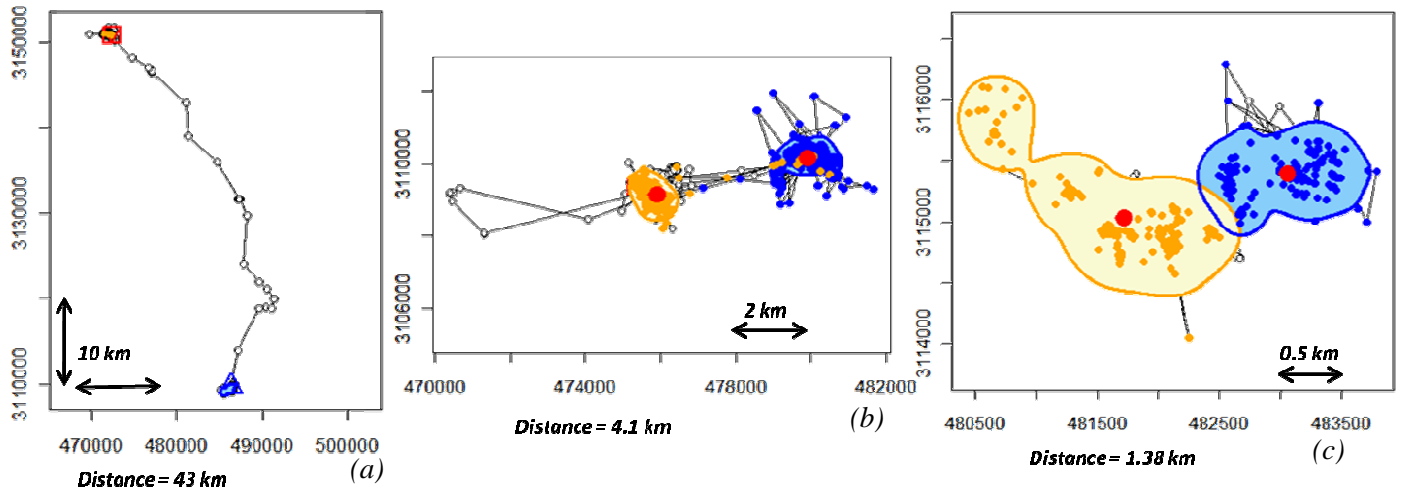 3150000
3130000
3110000
10 km
470000 480000 490000 500000
Distance = 43 km
(a)
3110000
3106000
2 km
470000 474000 478000 482000
Distance = 4.1 km
(b)
3116000
3115000
3114000
0.5 km
480500 481500 482500 483500
Distance = 1.38 km
(c)